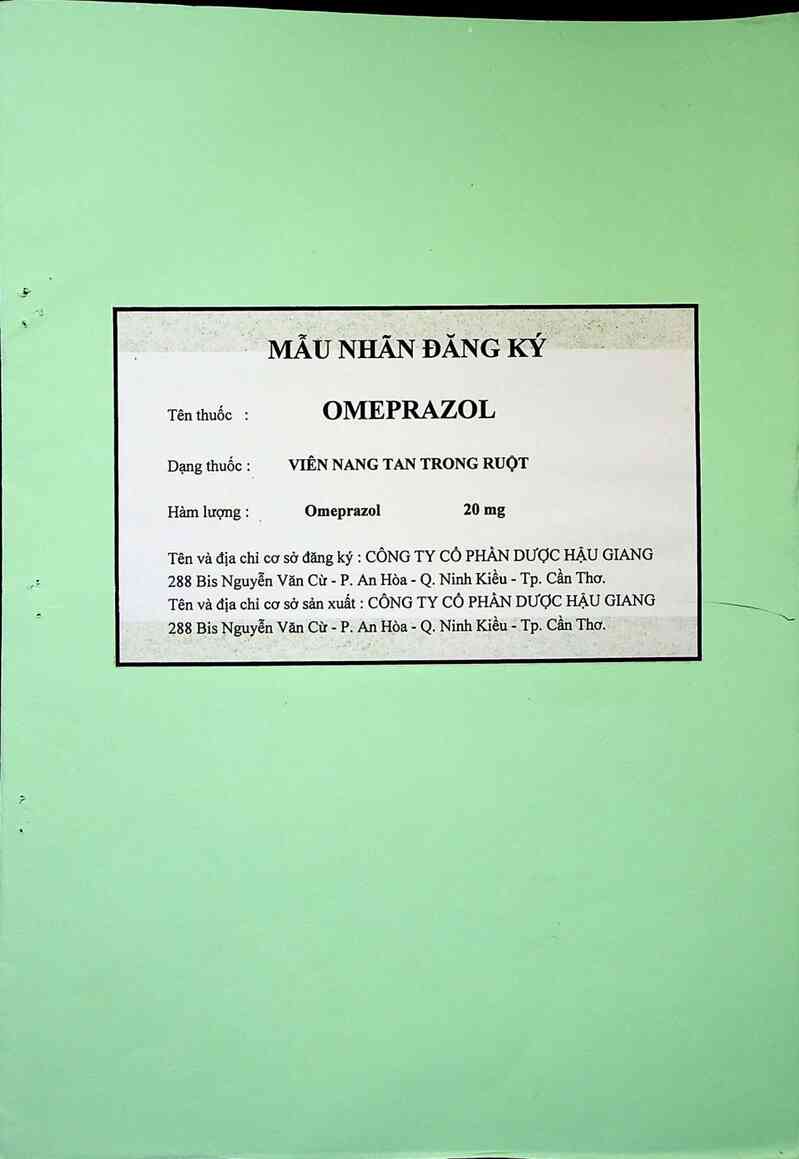 MẪU NHÃN ĐĂNG KÝ
Tên thuốc : OMEPRAZOL
Dạng thuốc : VIÊN NANG TAN TRONG RUỘT
Hàm lượng : Omeprazol 20 mg
Tên và địa chỉ cơ sở đăng ký : CÔNG TY CỔ PHẦN DƯỢC HẬU GIANG
288 Bis Nguyễn Văn Cừ - P. An Hòa - Q. Ninh Kiều - Tp. Cần Thơ.
Tên và địa chỉ cơ sở sản xuất : CÔNG TY CỔ PHẦN DƯỢC HẬU GIANG
288 Bis Nguyễn Văn Cừ - P. An Hòa - Q. Ninh Kiều - Tp. Cần Thơ.